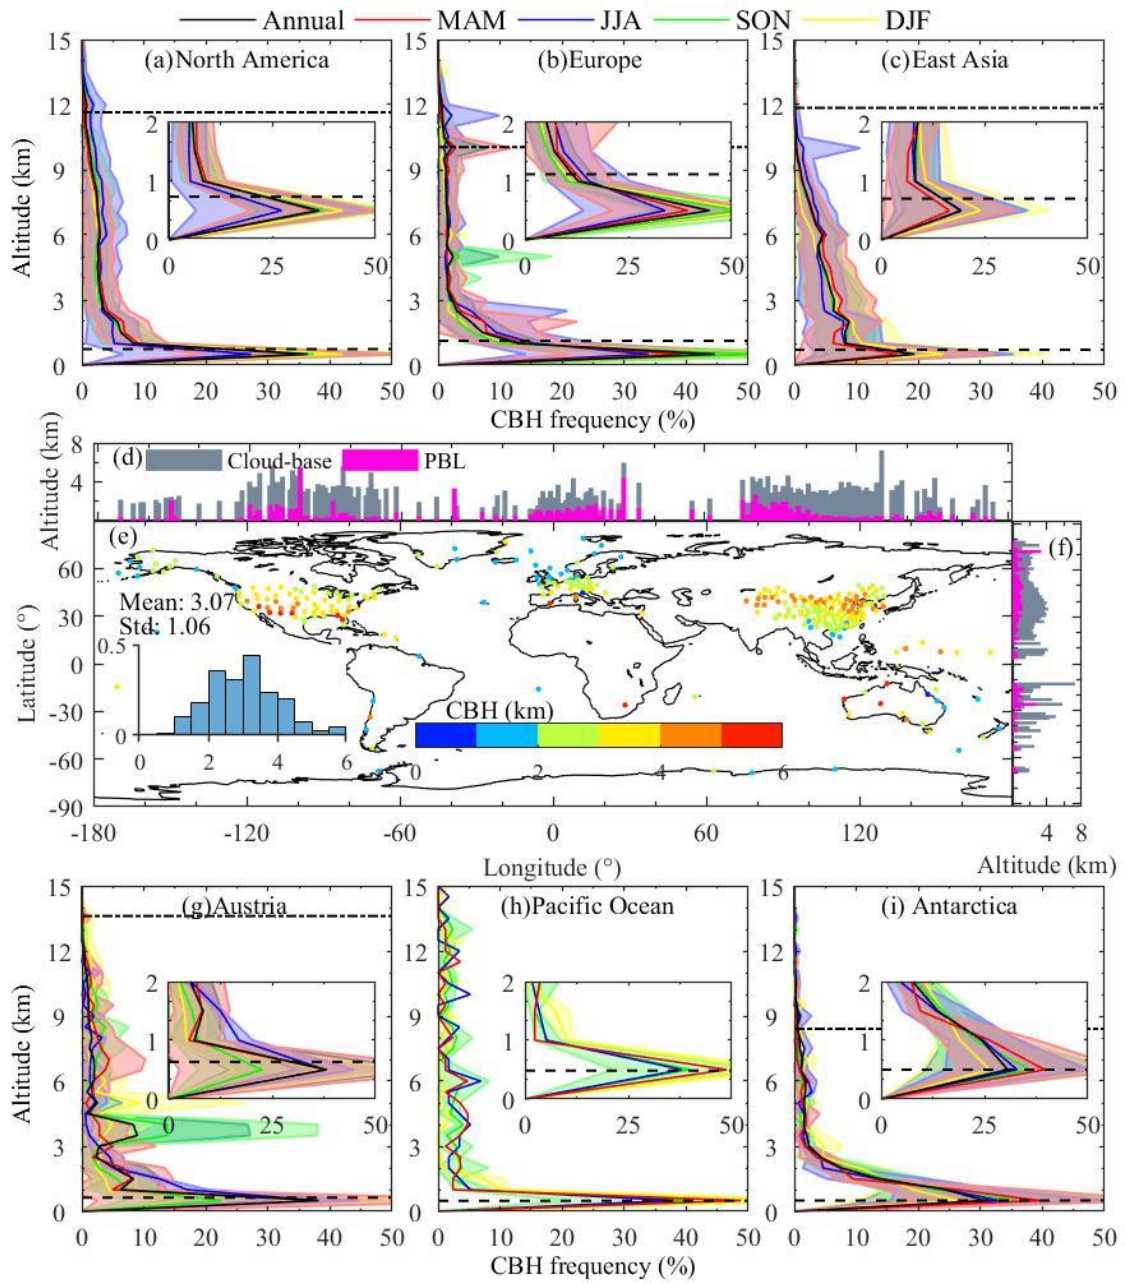 Annual MAM JJA SON DJF
(a)North America (b)Europe (c) East Asia
15 15 15
12 12 12
9 9 9
6 6 6
3 3 3
0 0 0
2 2 2
1 1 1
0 0 0
0 25 50 0 25 50 0 25 50
Altitude (km)
0 10 20 30 40 50 0 10 20 30 40 50 0 10 20 30 40 50
CBH frequency (%)
Altitude (km)
8
4
(d) Cloud-base PBL
(e) (f)
60
30
0
-30
-60
-90
Latitude (°)
Mean: 3.07
Std: 1.06
0.5
0
0 2 4 6
CBH (km)
0 2 4 6
-180 -120 -60 0 60 120 4 8
Longitude (°) Altitude (km)
(g)Austria (h)Pacific Ocean (i) Antarctica
15 15 15
12 12 12
9 9 9
6 6 6
3 3 3
0 0 0
2 2 2
1 1 1
0 0 0
0 25 50 0 25 50 0 25 50
Altitude (km)
0 10 20 30 40 50 0 10 20 30 40 50 0 10 20 30 40 50
CBH frequency (%)